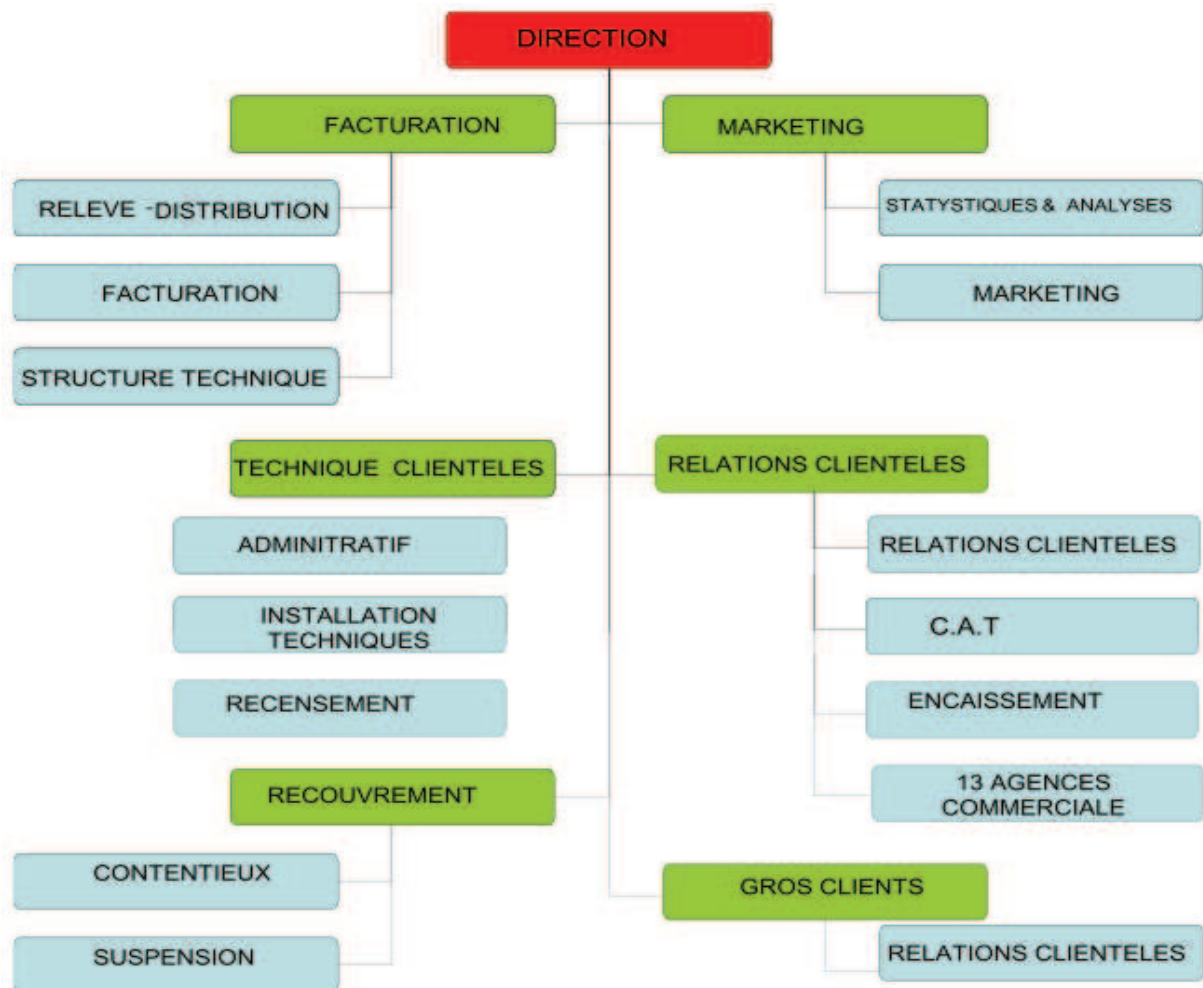 DIRECTION
FACTURATION
MARKETING
RELEVE -DISTRIBUTION
STATYSTIQUES & ANALYSES
FACTURATION
MARKETING
STRUCTURE TECHNIQUE
TECHNIQUE CLIENTELES
RELATIONS CLIENTELES
ADMINITRATIF
RELATIONS CLIENTELES
INSTALLATION
TECHNIQUES
C.A.T
RECENSEMENT
ENCAISSEMENT
RECOUVREMENT
13 AGENCES
COMMERCIALE
CONTENTIEUX
GROS CLIENTS
SUSPENSION
RELATIONS CLIENTELES